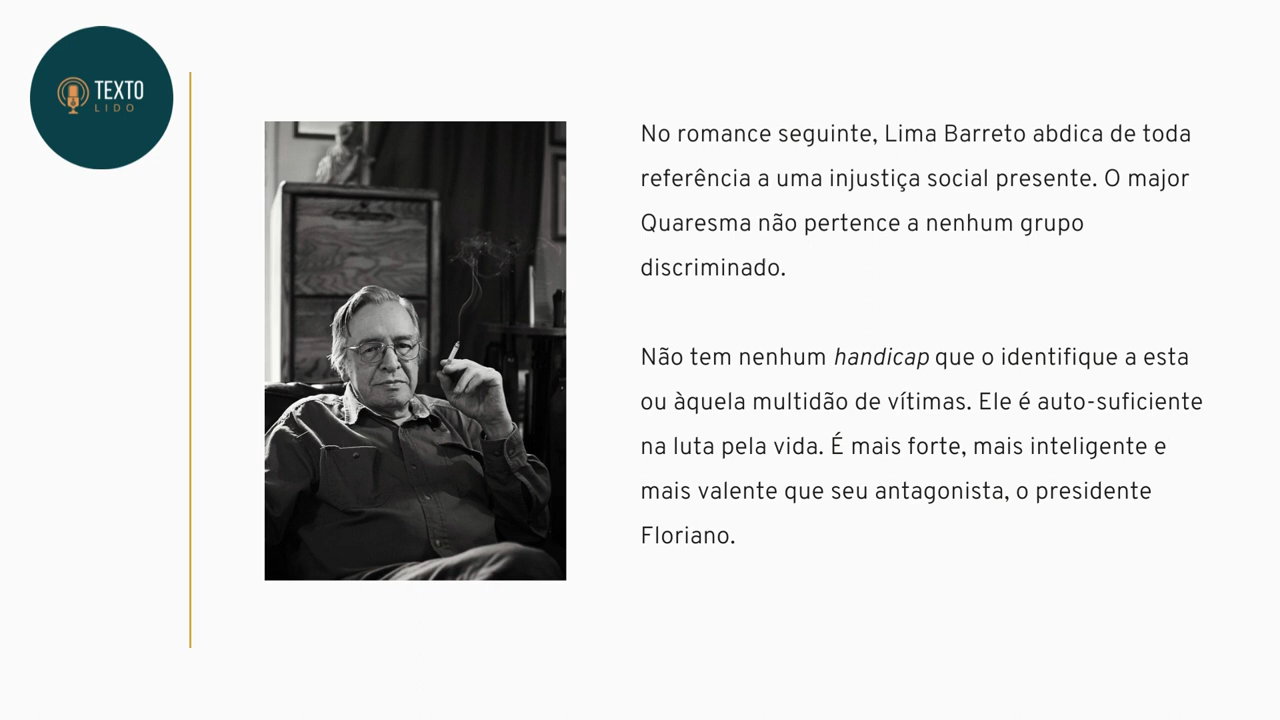 TEXTO
LIDO
No romance seguinte, Lima Barreto abdica de toda
referência a uma injustiça social presente. O major
Quaresma não pertence a nenhum grupo
discriminado.
Não tem nenhum handicap que o identifique a esta
ou àquela multidão de vítimas. Ele é auto-suficiente
na luta pela vida. É mais forte, mais inteligente e
mais valente que seu antagonista, o presidente
Floriano.